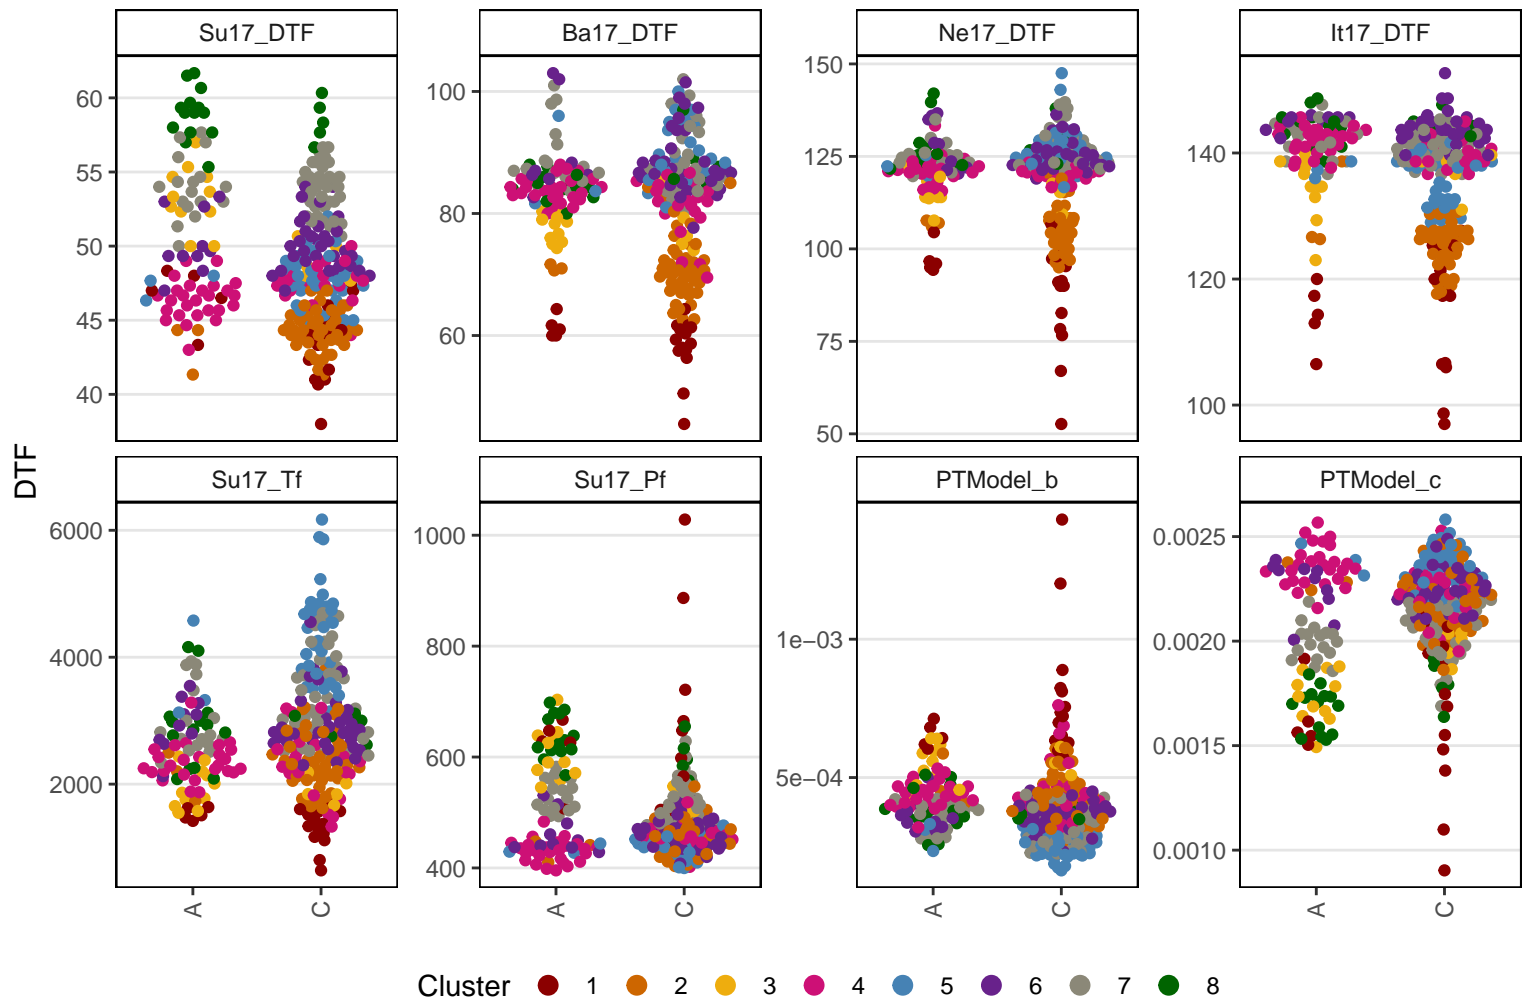 Su17_DTF
Ba17_DTF
Ne17_DTF
It17_DTF
60
55
50
45
40
100
80
60
150
125
100
75
50
140
120
100
DTF
Su17_Tf
Su17_Pf
PTModel_b
PTModel_c
6000
4000
2000
1000
800
600
400
1e−03
5e−04
0.0025
0.0020
0.0015
0.0010
A
C
A
C
A
C
A
C
Cluster 1 2 3 4 5 6 7 8